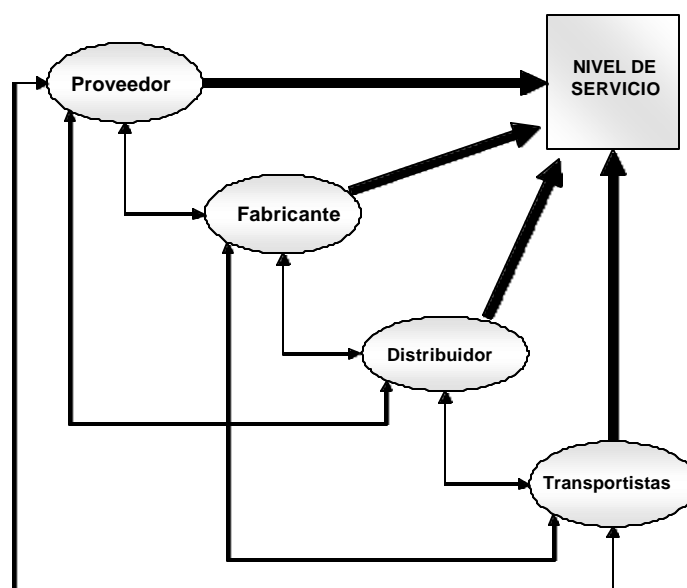 NIVEL DE
SERVICIO
Proveedor
Fabricante
Distribuidor
Transportistas